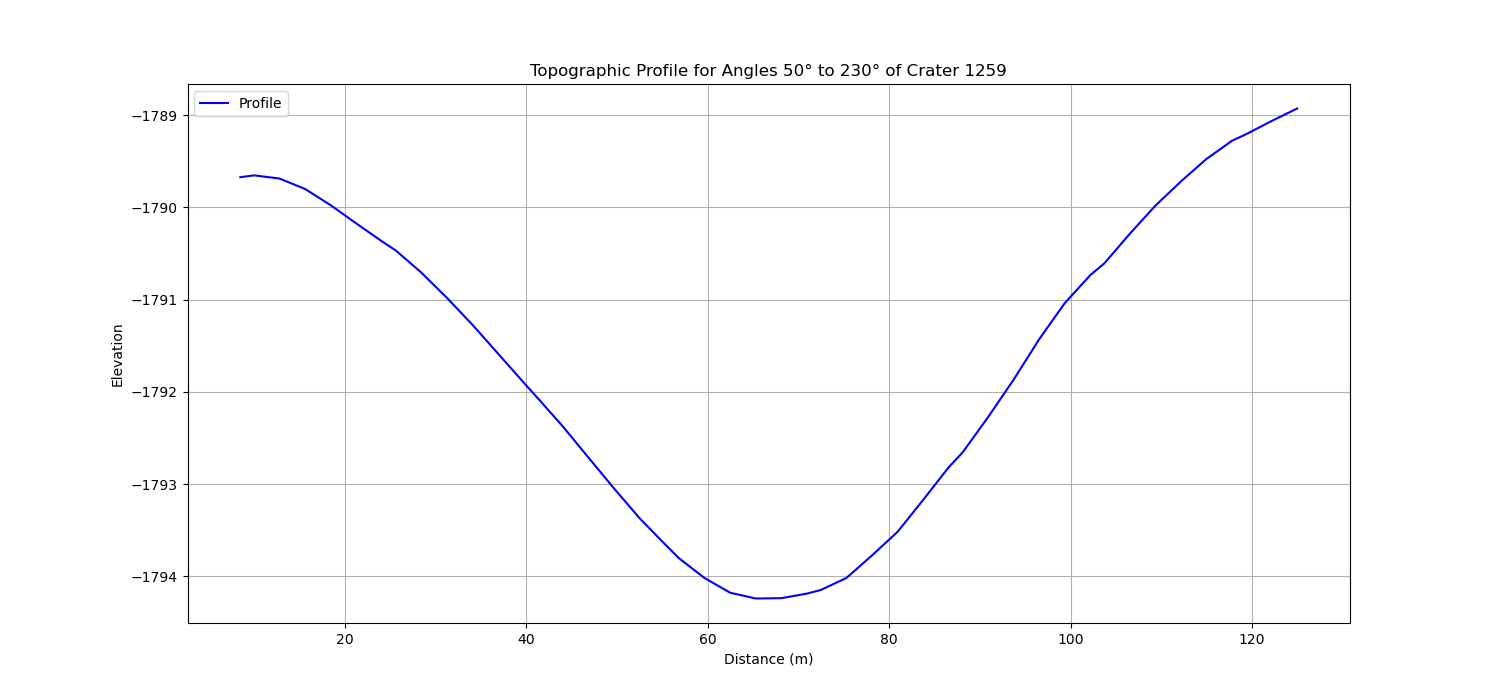 Topographic Profile for Angles 50° to 230° of Crater 1259
Profile
−1789
−1790
−1791
−1792
−1793
−1794
Elevation
20 40 60 80 100 120
Distance (m)